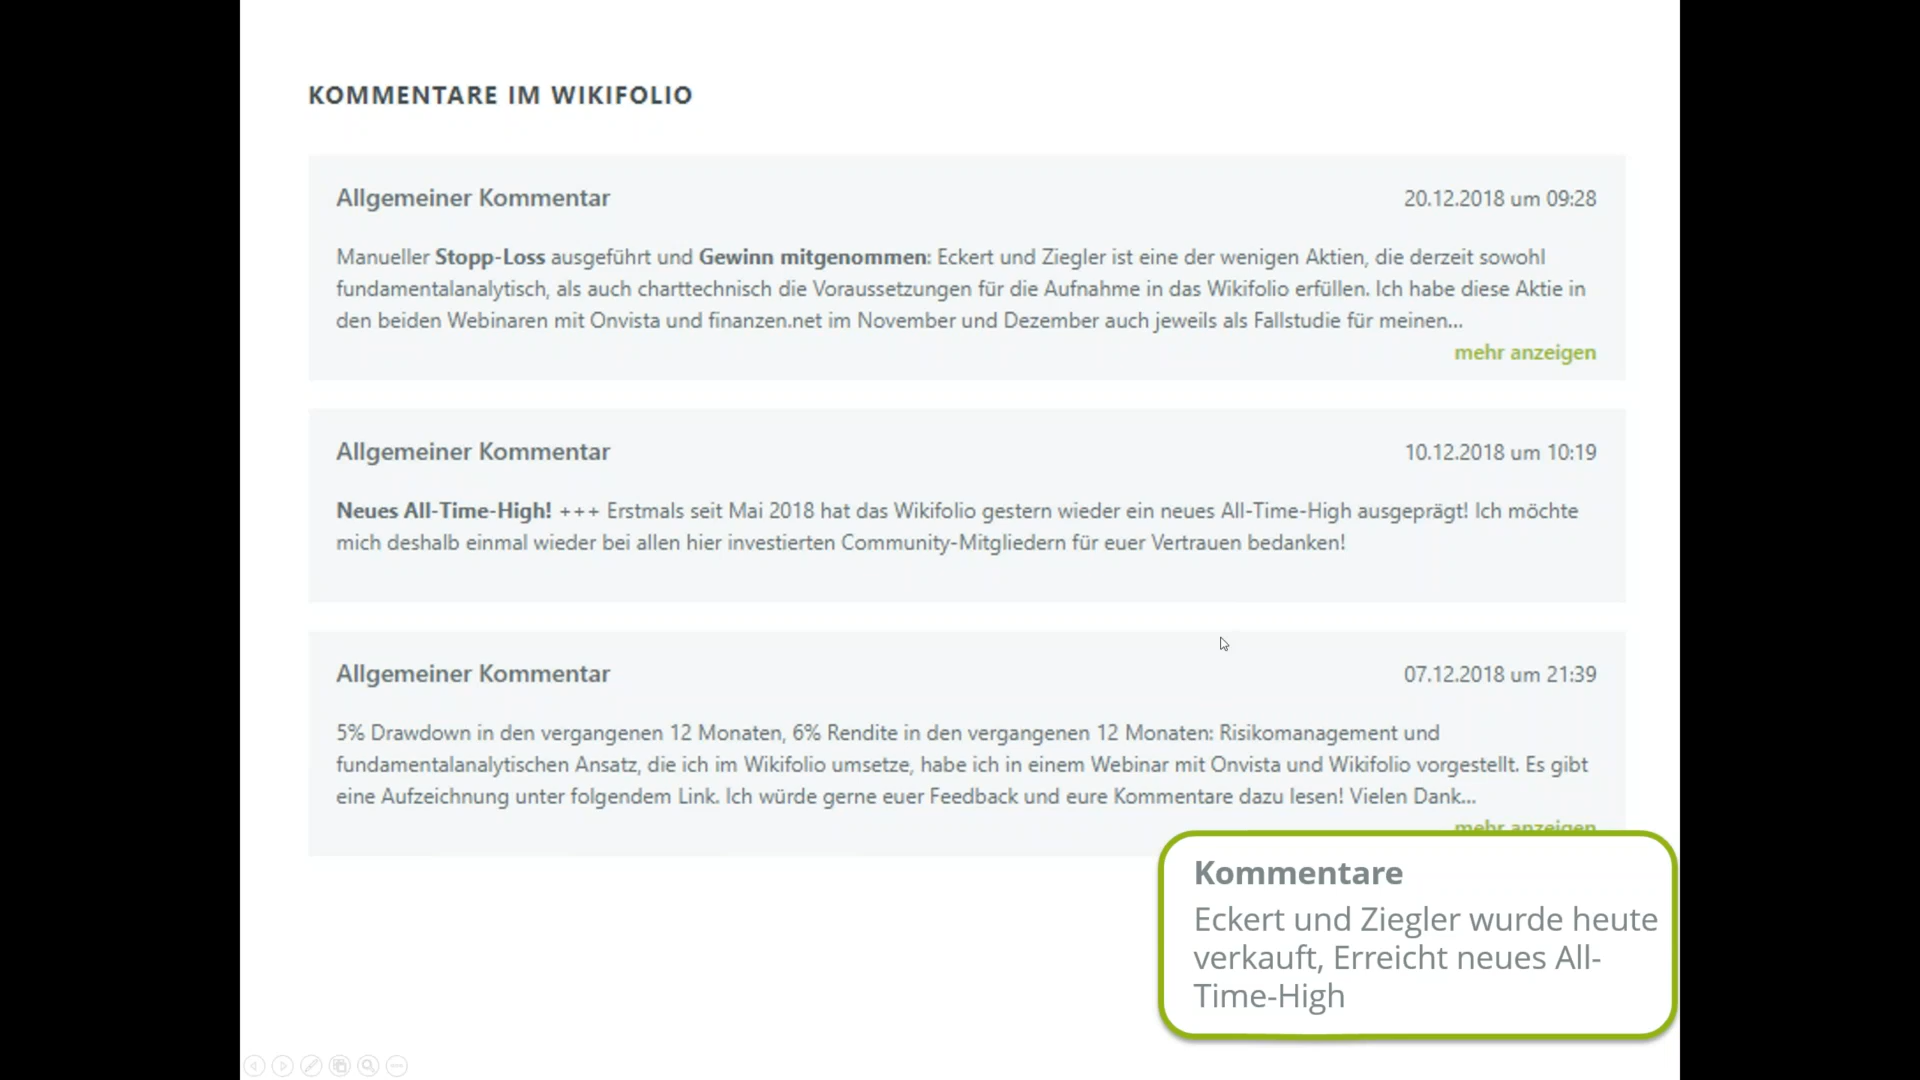 KOMMENTARE IM WIKIFOLIO
Allgemeiner Kommentar 20.12.2018 um 09:28
Manueller Stopp-Loss ausgeführt und Gewinn mitgenommen: Eckert und Ziegler ist eine der wenigen Aktien, die derzeit sowohl
fundamentalanalytisch, als auch charttechnisch die Voraussetzungen für die Aufnahme in das Wikifolio erfüllen. Ich habe diese Aktie in
den beiden Webinaren mit Onvista und finanzen.net im November und Dezember auch jeweils als Fallstudie für meinen...
mehr anzeigen
Allgemeiner Kommentar 10.12.2018 um 10:19
Neues All-Time-High! +++ Erstmals seit Mai 2018 hat das Wikifolio gestern wieder ein neues All-Time-High ausgeprägt! Ich möchte
mich deshalb einmal wieder bei allen hier investierten Community-Mitgliedern für euer Vertrauen bedanken!
Allgemeiner Kommentar 07.12.2018 um 21:39
5% Drawdown in den vergangenen 12 Monaten, 6% Rendite in den vergangenen 12 Monaten: Risikomanagement und
fundamentalanalytischen Ansatz, die ich im Wikifolio umsetze, habe ich in einem Webinar mit Onvista und Wikifolio vorgestellt. Es gibt
eine Aufzeichnung unter folgendem Link. Ich würde gerne euer Feedback und eure Kommentare dazu lesen! Vielen Dank...
mehr anzeigen
Kommentare
Eckert und Ziegler wurde heute
verkauft, Erreicht neues All-
Time-High